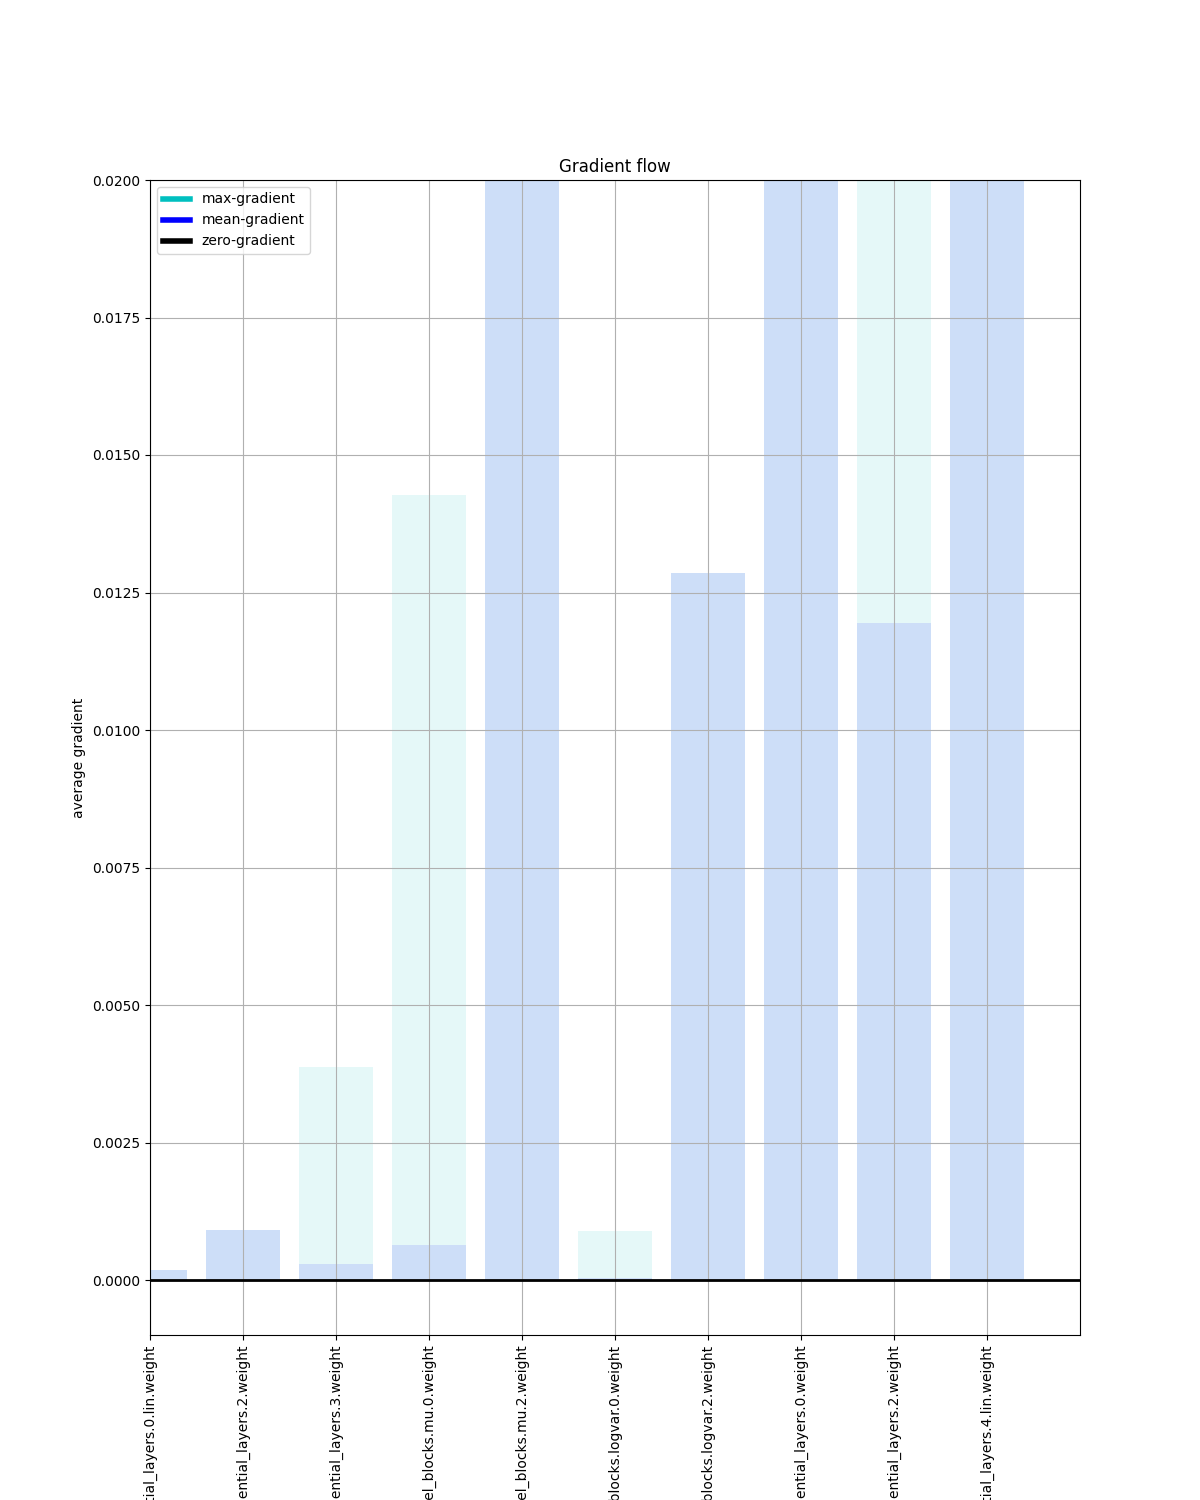 Gradient flow
max-gradient
mean-gradient
zero-gradient
0.0200
0.0175
0.0150
0.0125
0.0100
0.0075
0.0050
0.0025
0.0000
average gradient
tial_layers.0.lin.weight
ential_layers.2.weight
ential_layers.3.weight
el_blocks.mu.0.weight
el_blocks.mu.2.weight
blocks.logvar.0.weight
blocks.logvar.2.weight
ential_layers.0.weight
ential_layers.2.weight
tial_layers.4.lin.weight